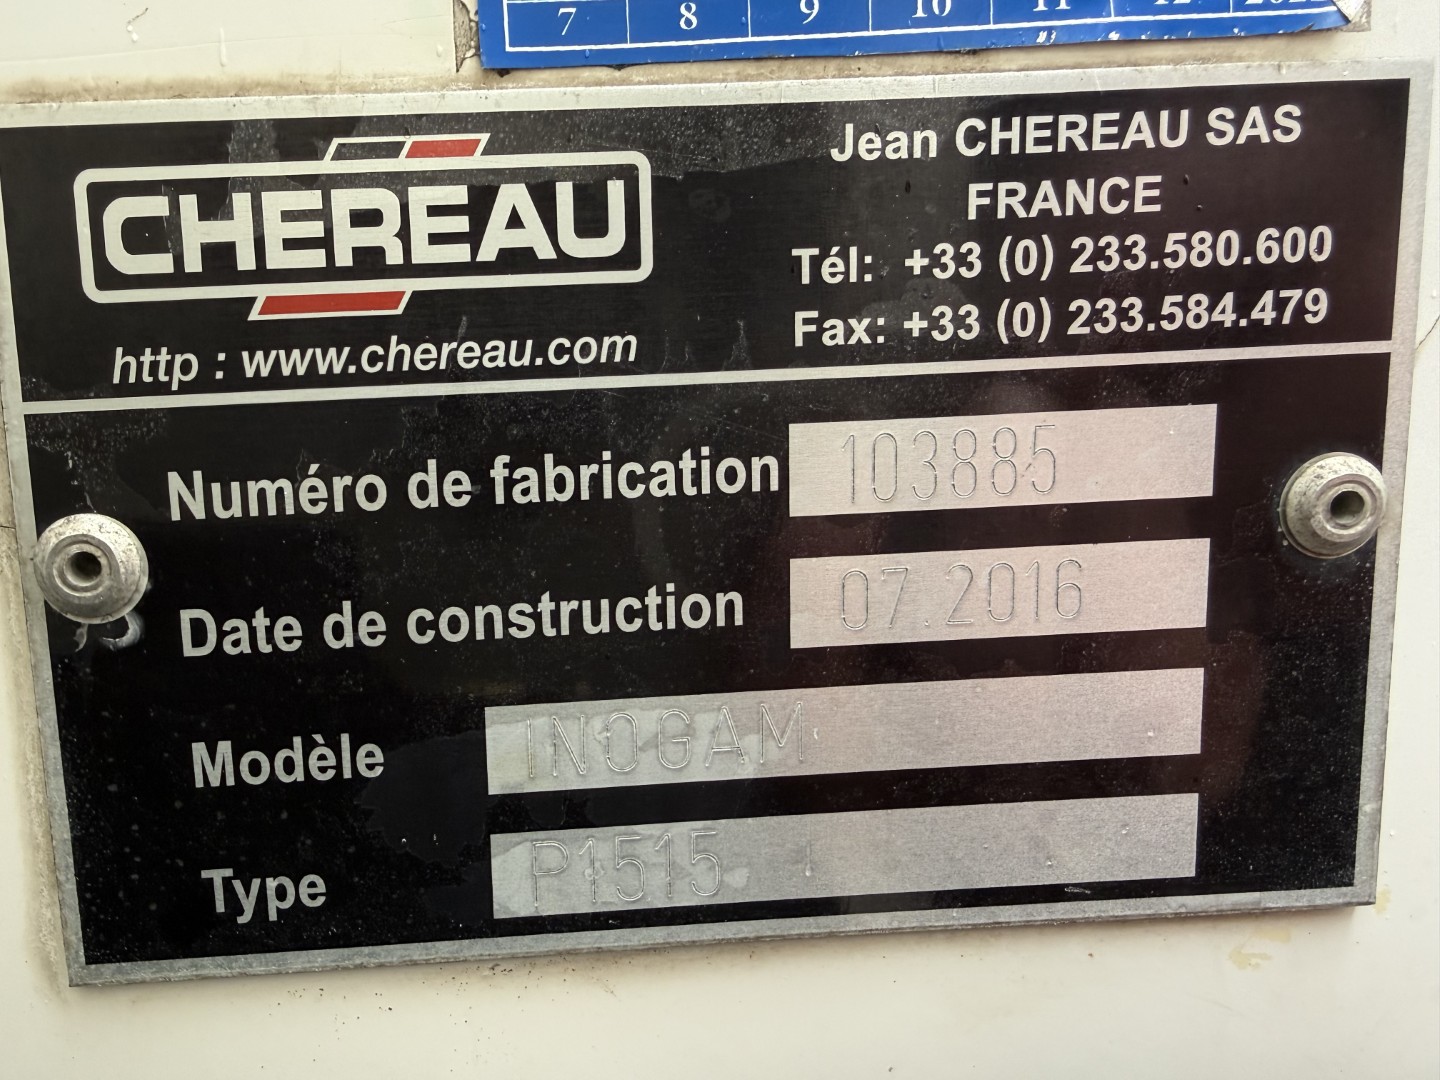 7 8 9 10 11 12
CHEREAU
http : www.chereau.com
Jean CHEREAU SAS
FRANCE
Tél: +33 (0) 233.580.600
Fax: +33 (0) 233.584.479
Numéro de fabrication 103885
Date de construction 07.2016
Modèle INOGAM
Type P1515